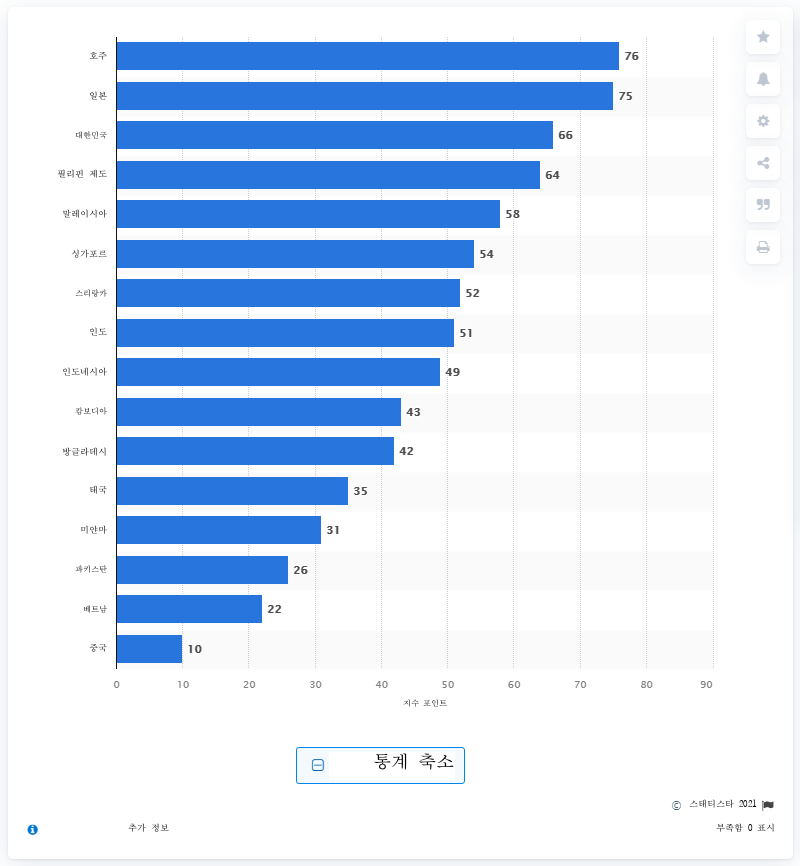 호주 76
일본 75
대한민국 66
필리핀 제도 64
말레이시아 58
싱가포르 54
스리랑카 52
인도 51
인도네시아 49
캄보디아 43
방글라데시 42
태국 35
미얀마 31
파키스탄 26
베트남 22
중국 10
0 10 20 30 40 50 60 70 80 90
지수 포인트
통계 축소
© 스태티스타 2021
추가 정보 부족함 0 표시